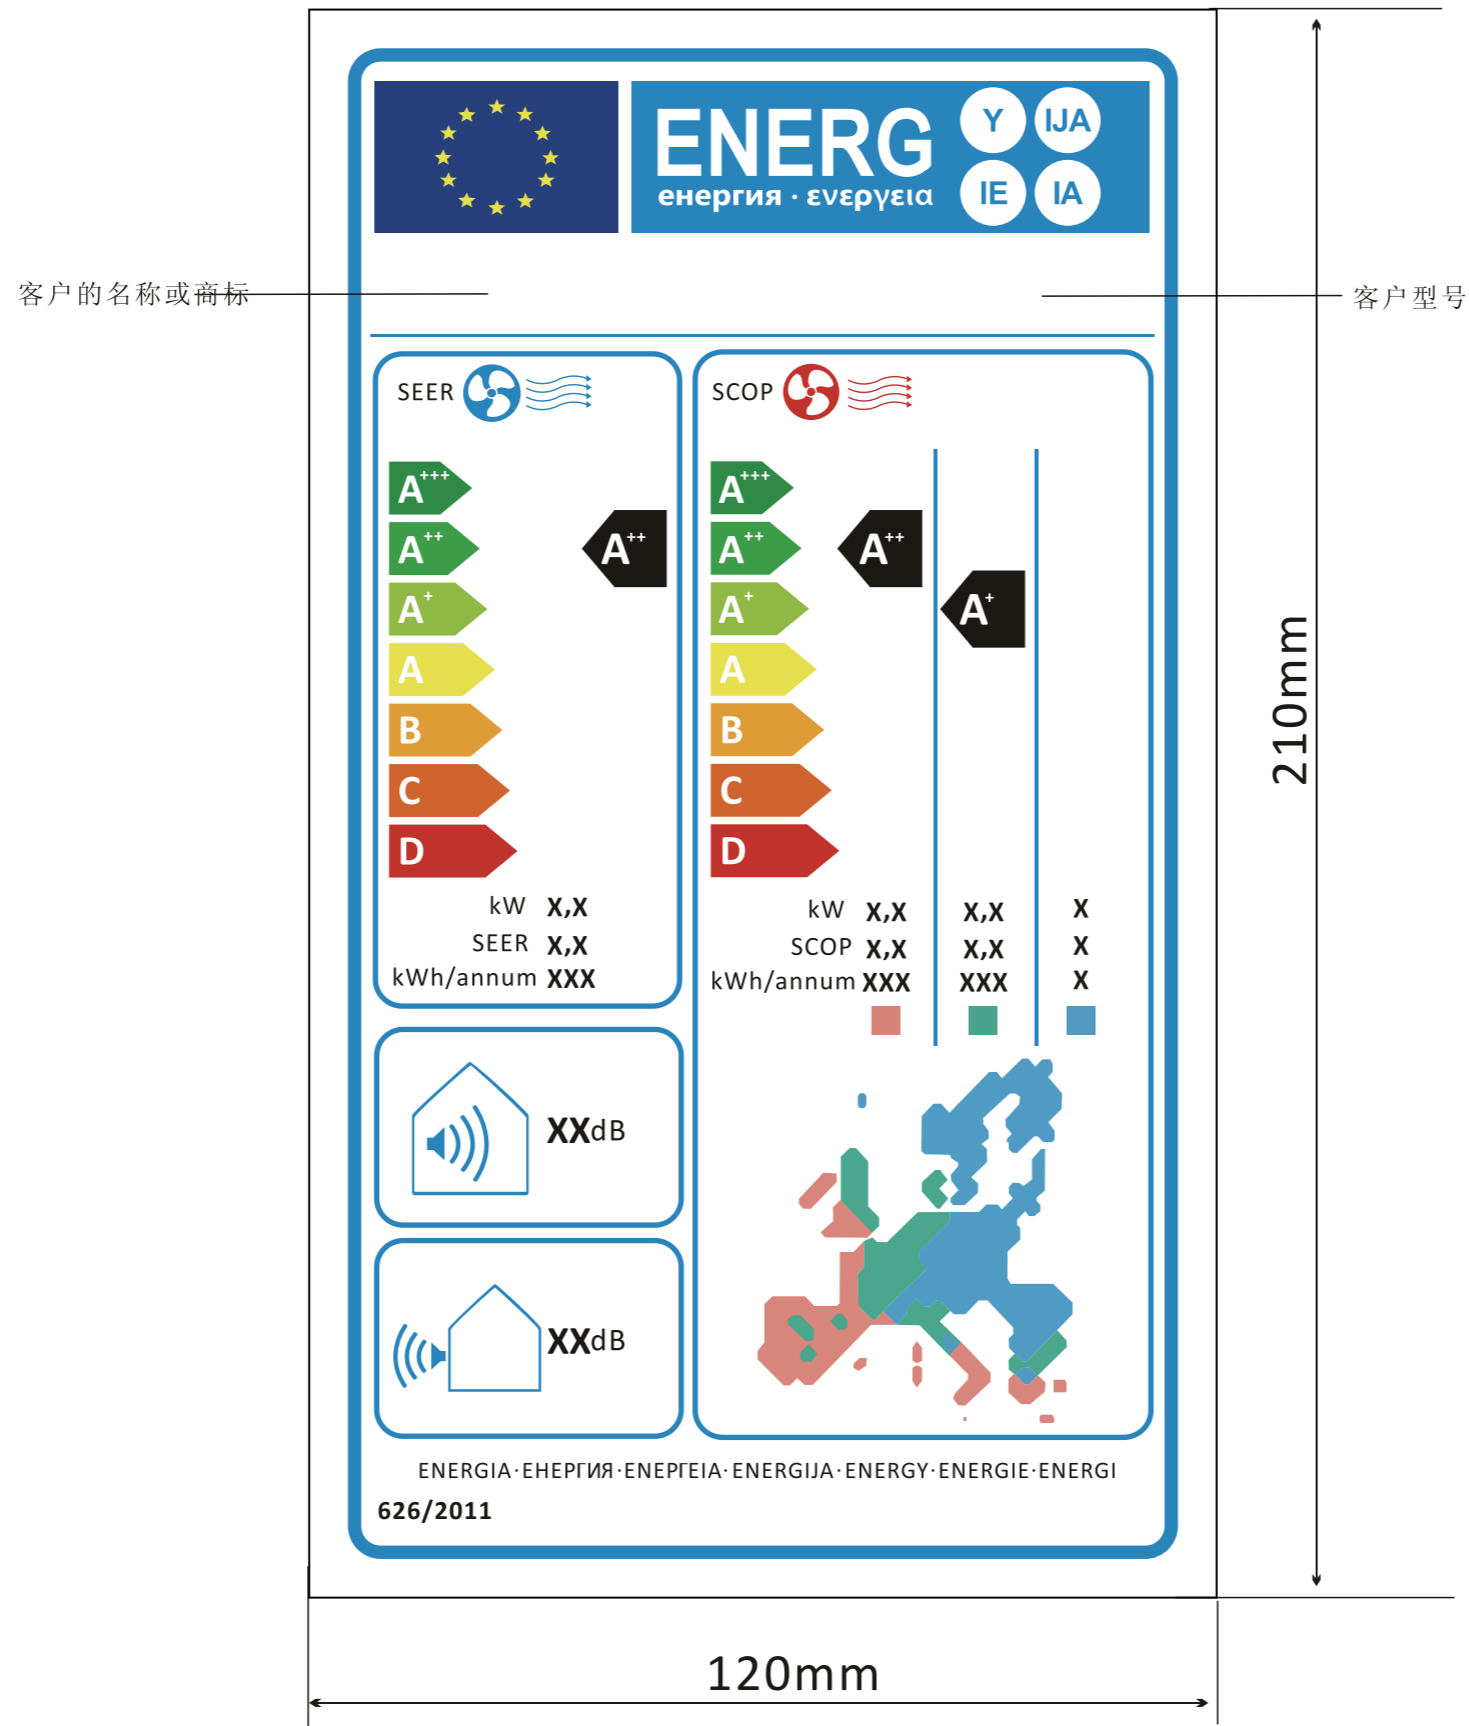 ENERG
Y IJA
енергия · ενεργεια
IE IA
客户的名称或商标
客户型号
SEER
A+++
A++
A++
A+
A
B
C
D
kW X,X
SEER X,X
kWh/annum XXX
SCOP
A+++
A++
A++
A+
A+
A
B
C
D
kW X,X X,X X
SCOP X,X X,X X
kWh/annum XXX XXX X
XXdB
XXdB
ENERGIA·ЕНЕРГИЯ·ΕΝΕΡΓΕΙΑ·ENERGIJA·ENERGY·ENERGIE·ENERGI
626/2011
210mm
120mm